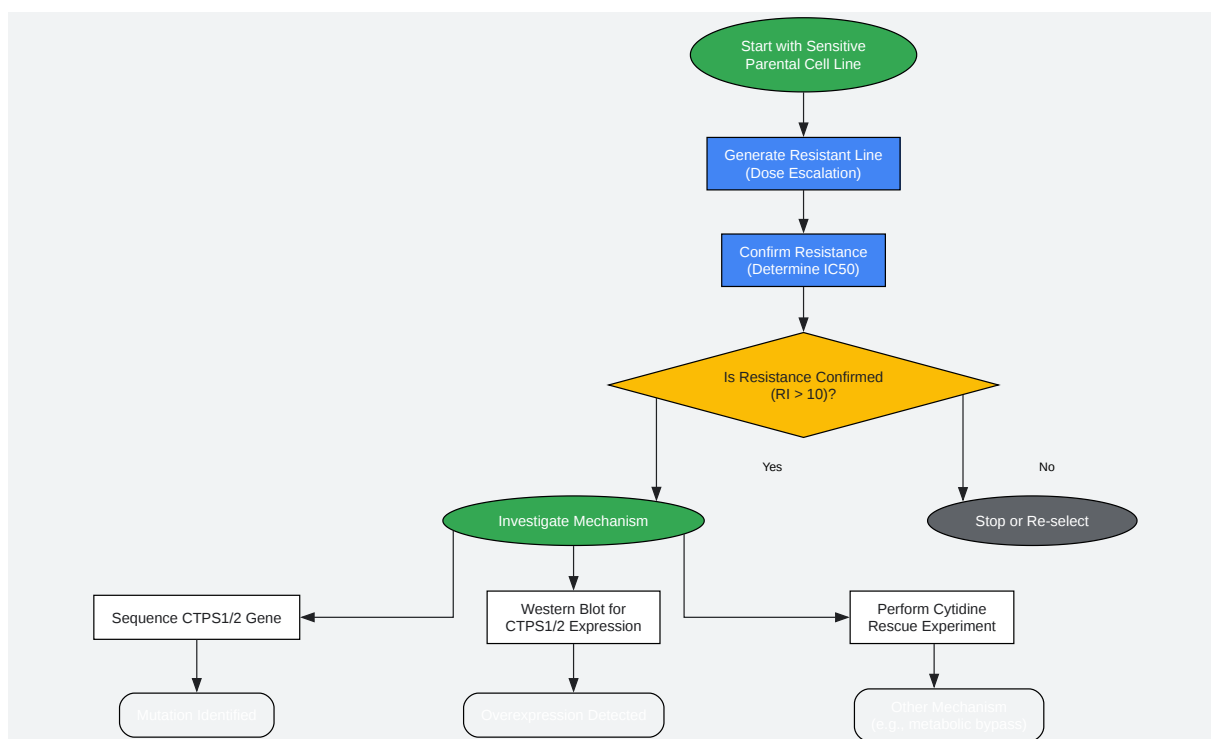 Start with Sensitive
Parental Cell Line
Generate Resistant Line
(Dose Escalation)
Confirm Resistance
(Determine IC50)
Is Resistance Confirmed
(RI > 10)?
Yes
No
Investigate Mechanism
Stop or Re-select
Sequence CTPS1/2 Gene
Western Blot for
CTPS1/2 Expression
Perform Cytidine
Rescue Experiment
Mutation Identified
Overexpression Detected
Other Mechanism
(e.g., metabolic bypass)